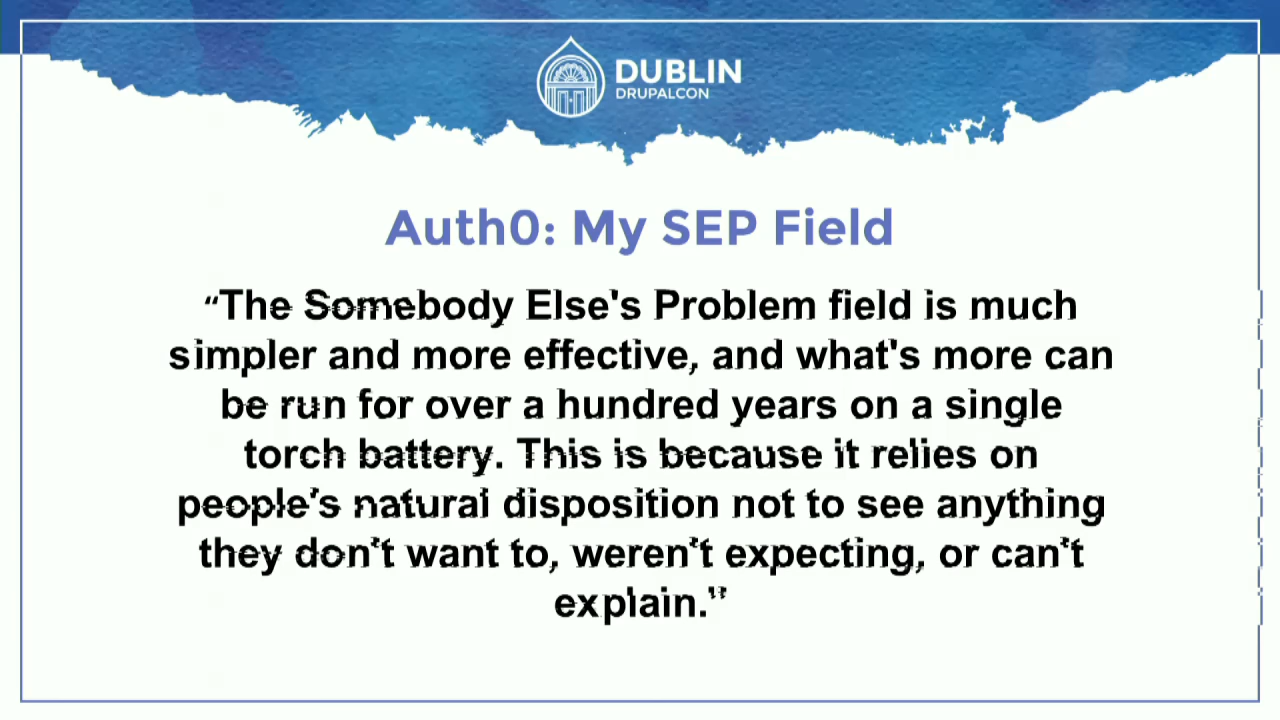 DUBLIN
DRUPALCON
Auth0: My SEP Field
“The Somebody Else's Problem field is much
simpler and more effective, and what's more can
be run for over a hundred years on a single
torch battery. This is because it relies on
people's natural disposition not to see anything
they don't want to, weren't expecting, or can't
explain.”